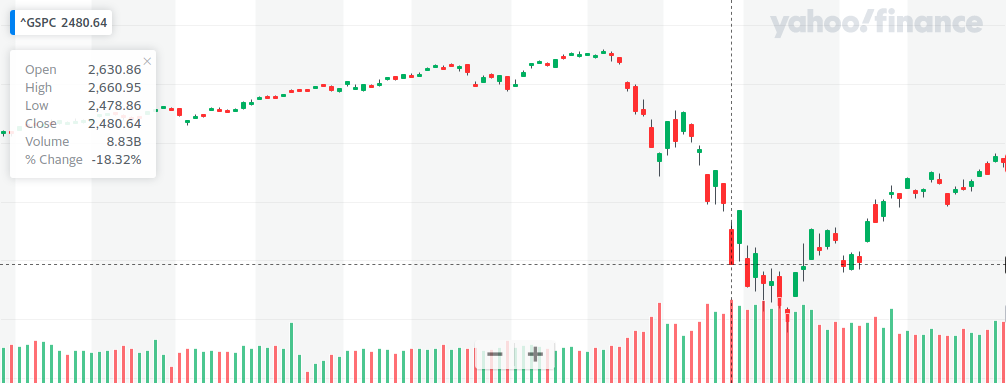 ^GSPC 2480.64
yahoo!finance
Open 2,630.86
High 2,660.95
Low 2,478.86
Close 2,480.64
Volume 8.83B
% Change -18.32%